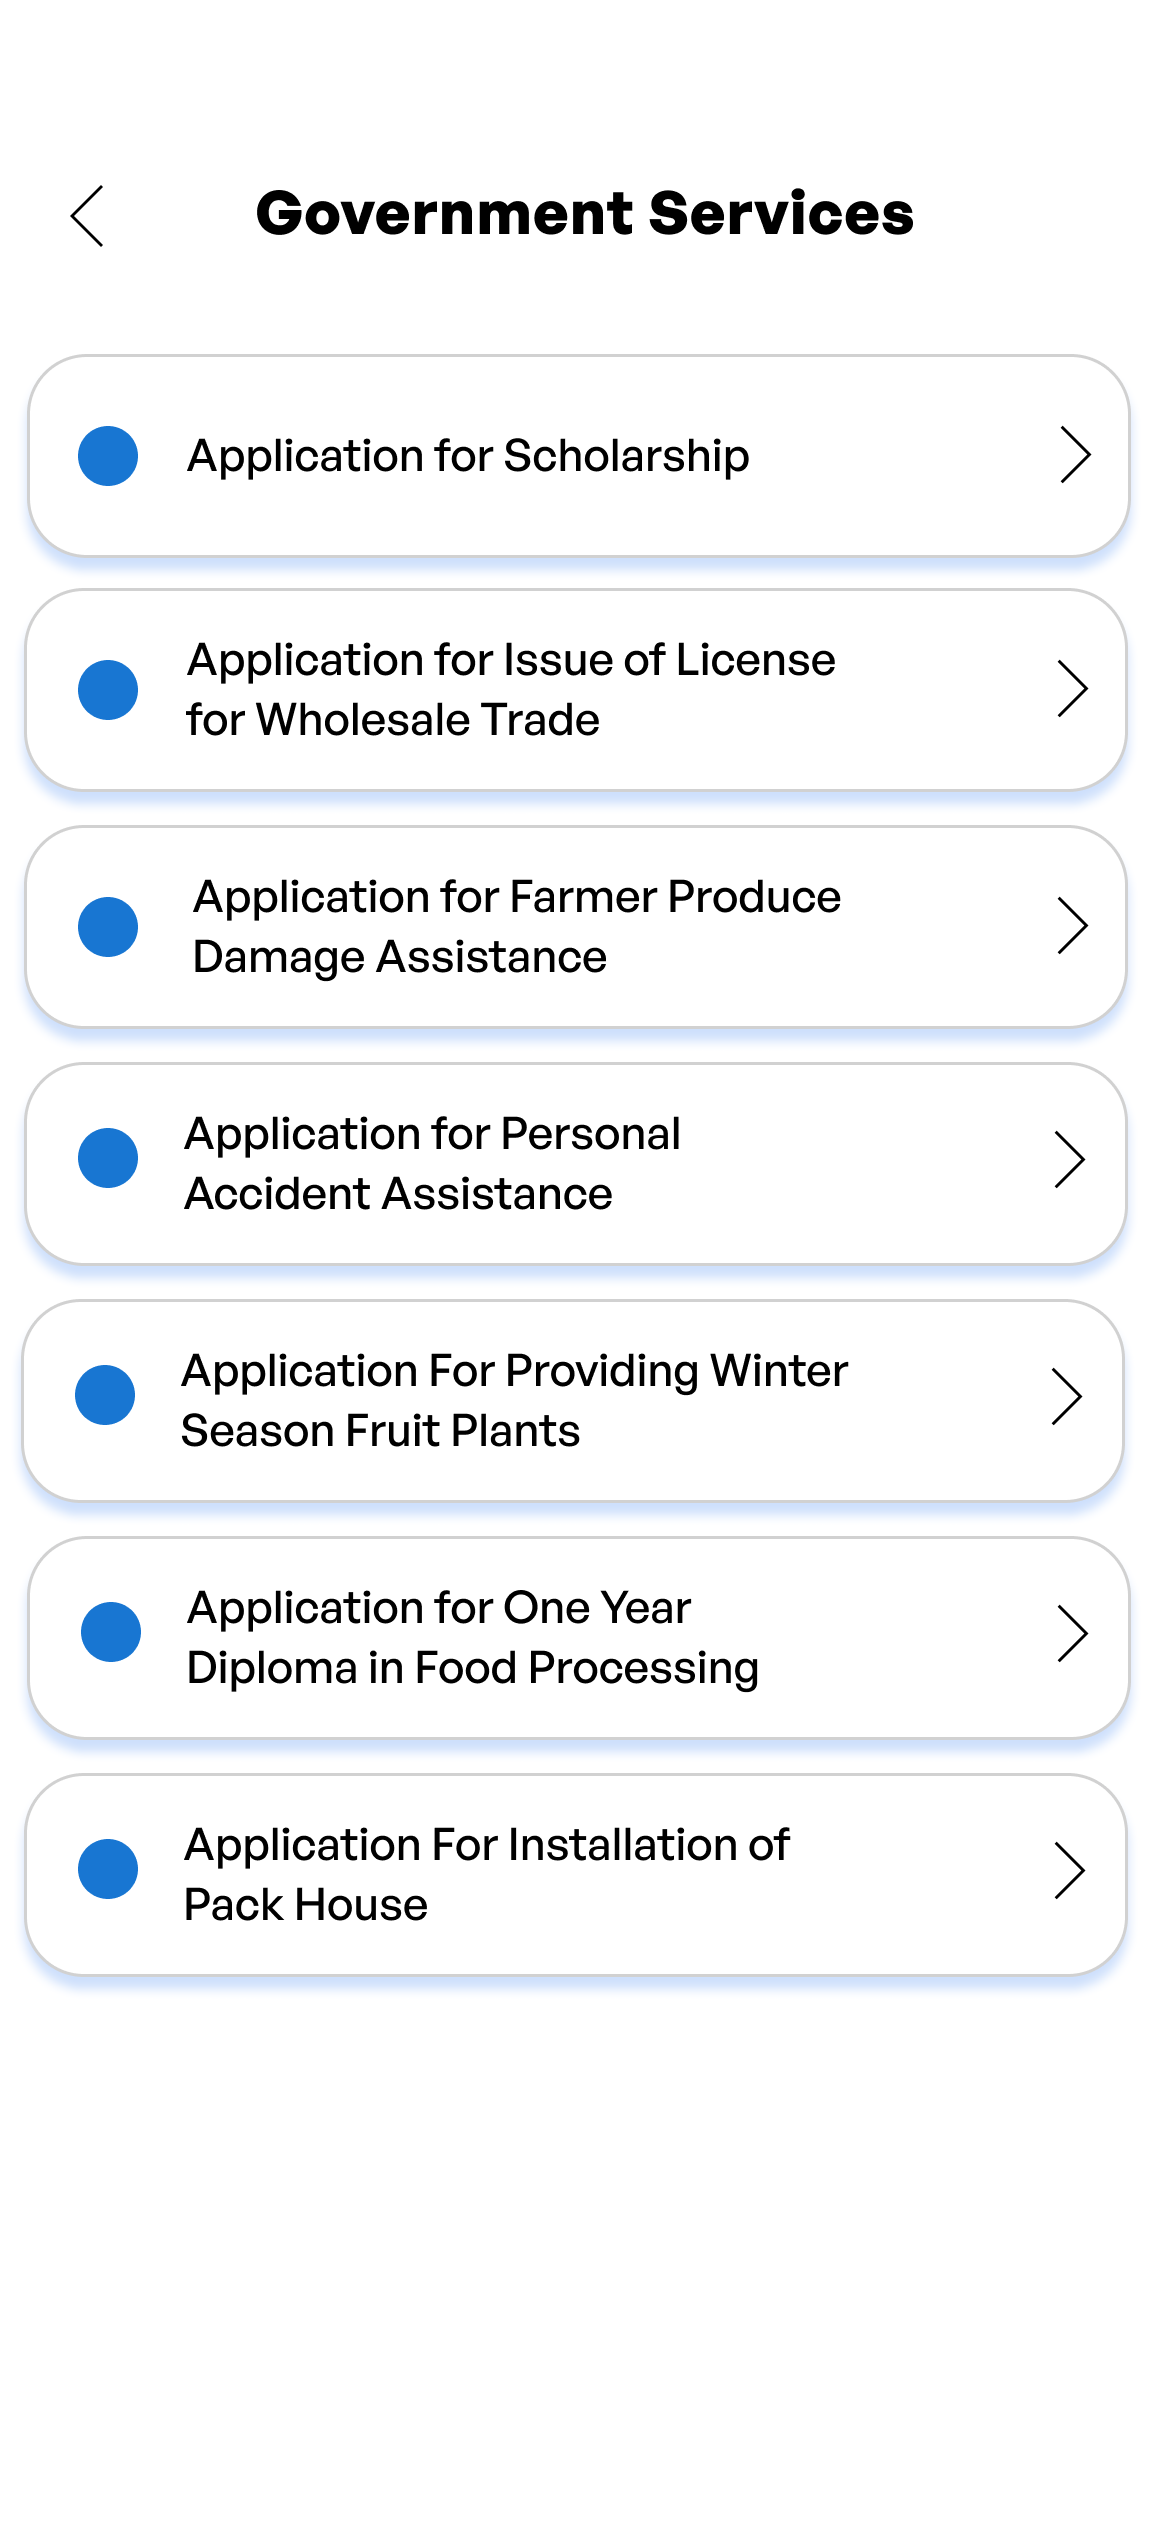 Government Services
Application for Scholarship
Application for Issue of License
for Wholesale Trade
Application for Farmer Produce
Damage Assistance
Application for Personal
Accident Assistance
Application For Providing Winter
Season Fruit Plants
Application for One Year
Diploma in Food Processing
Application For Installation of
Pack House